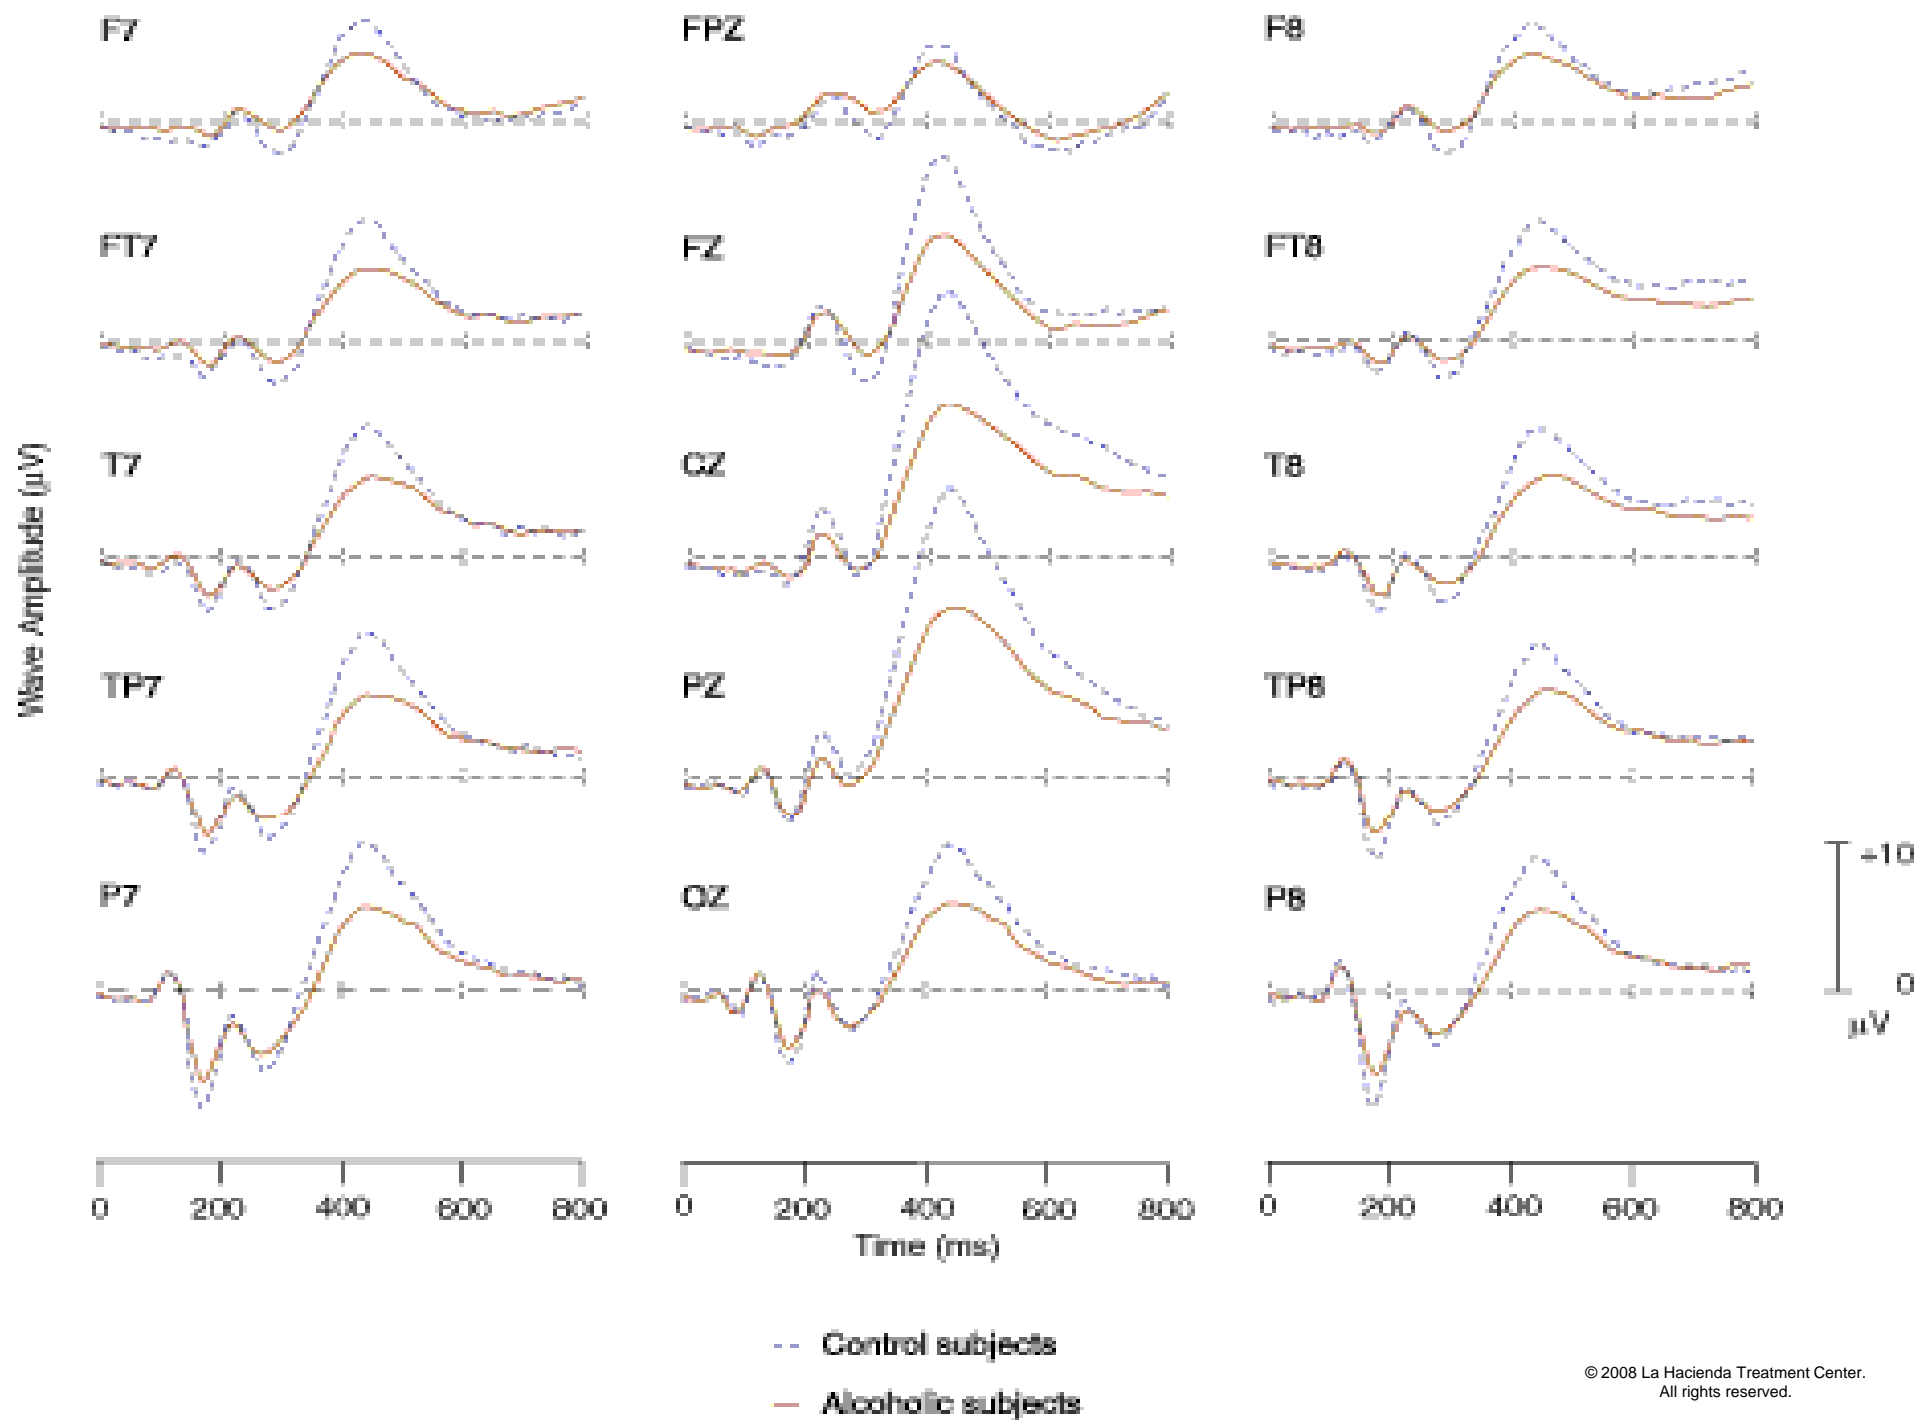 F7
FPZ
F8
FT7
FZ
FT8
T7
CZ
T8
TP7
PZ
TP8
P7
OZ
P8
Wave Amplitude (µV)
+10
0
µV
0 200 400 600 800
0 200 400 600 800
0 200 400 600 800
Time (ms)
Control subjects
Alcoholic subjects
© 2008 La Hacienda Treatment Center.
All rights reserved.